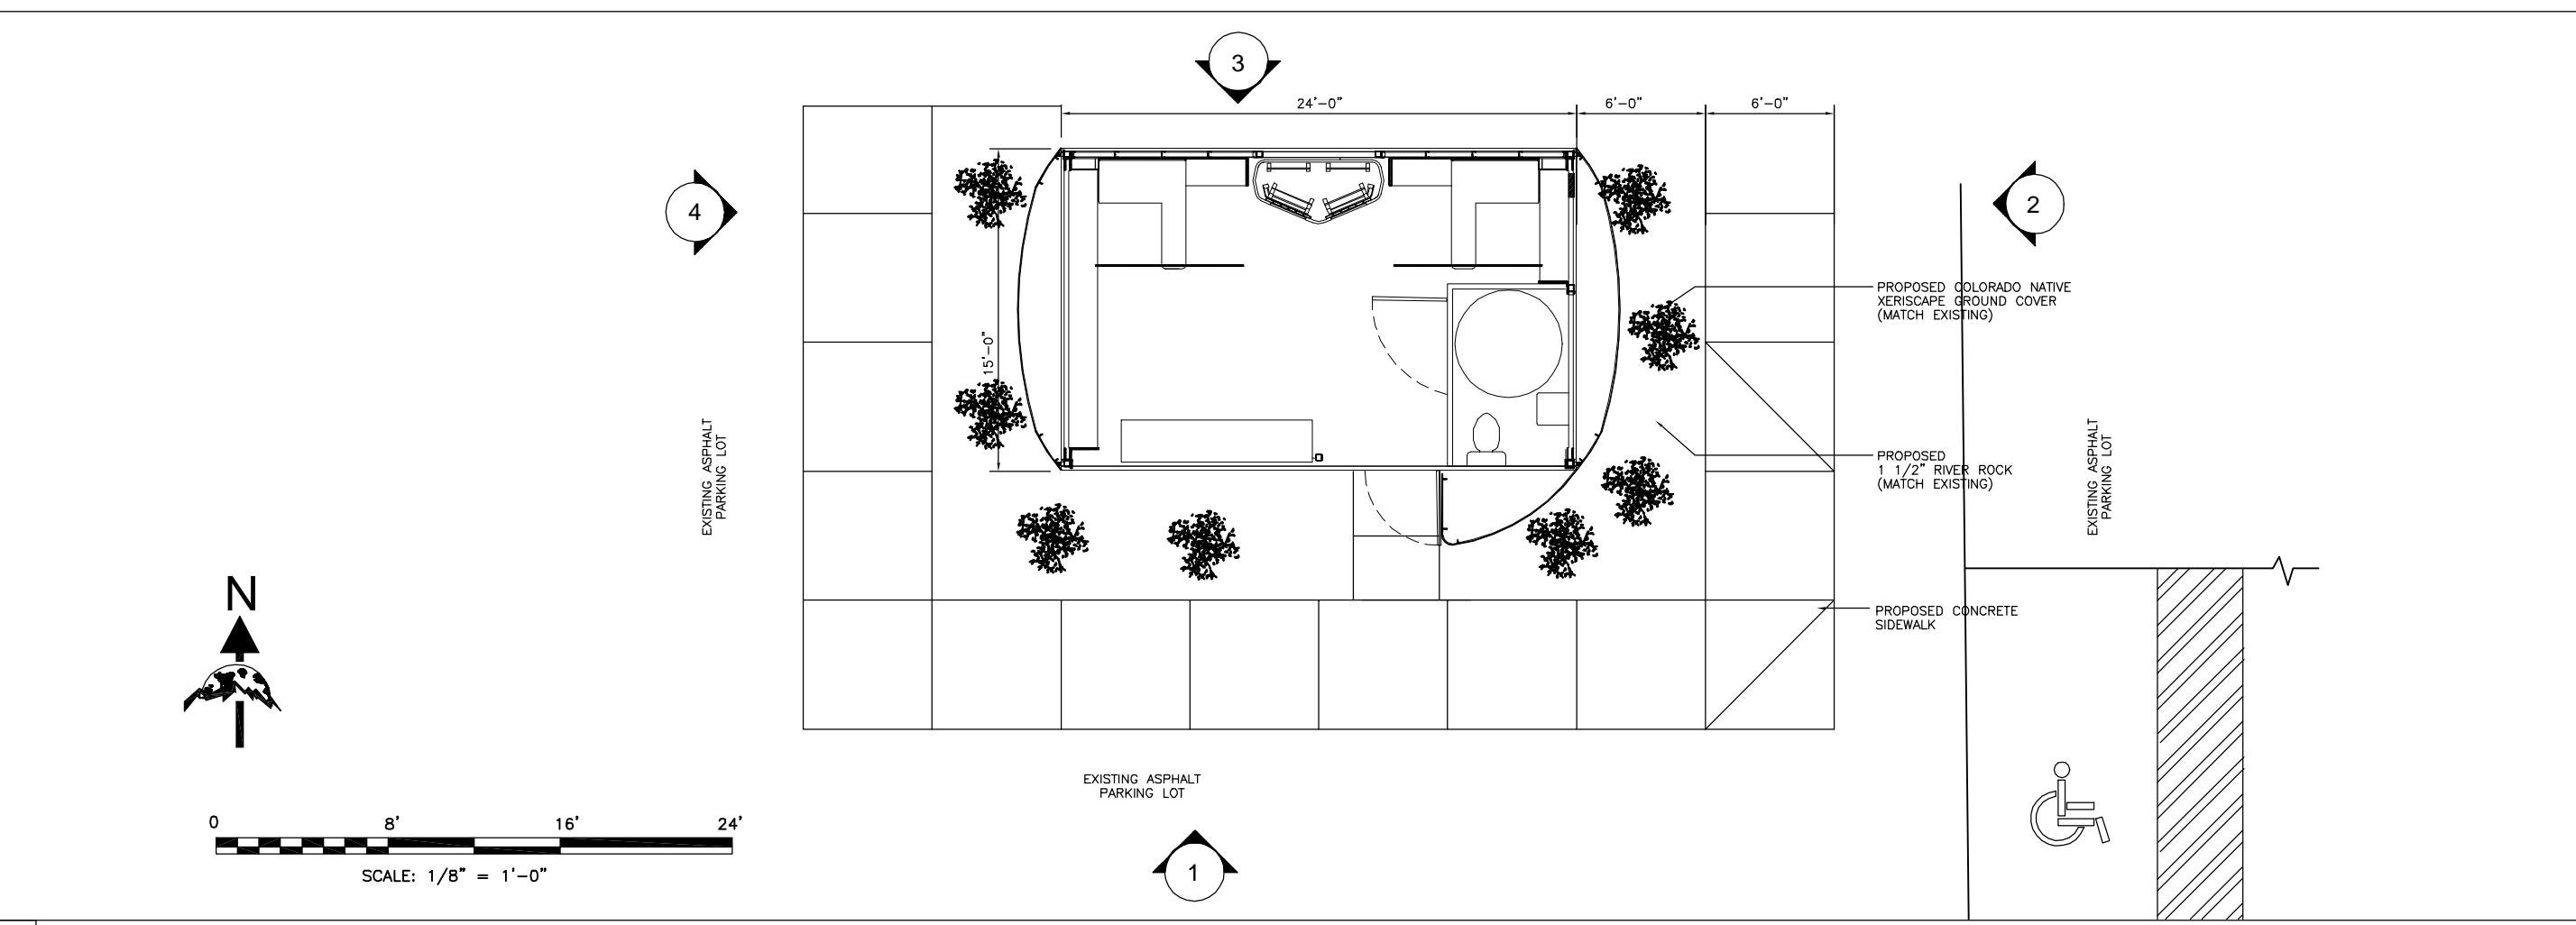 3
24'-0"
6'-0"
6'-0"
4
2
PROPOSED COLORADO NATIVE
XERISCAPE GROUND COVER
(MATCH EXISTING)
15'-0"
EXISTING ASPHALT
PARKING LOT
PROPOSED
1 1/2" RIVER ROCK
(MATCH EXISTING)
EXISTING ASPHALT
PARKING LOT
N
PROPOSED CONCRETE
SIDEWALK
EXISTING ASPHALT
PARKING LOT
0 8' 16' 24'
SCALE: 1/8" = 1'-0"
1